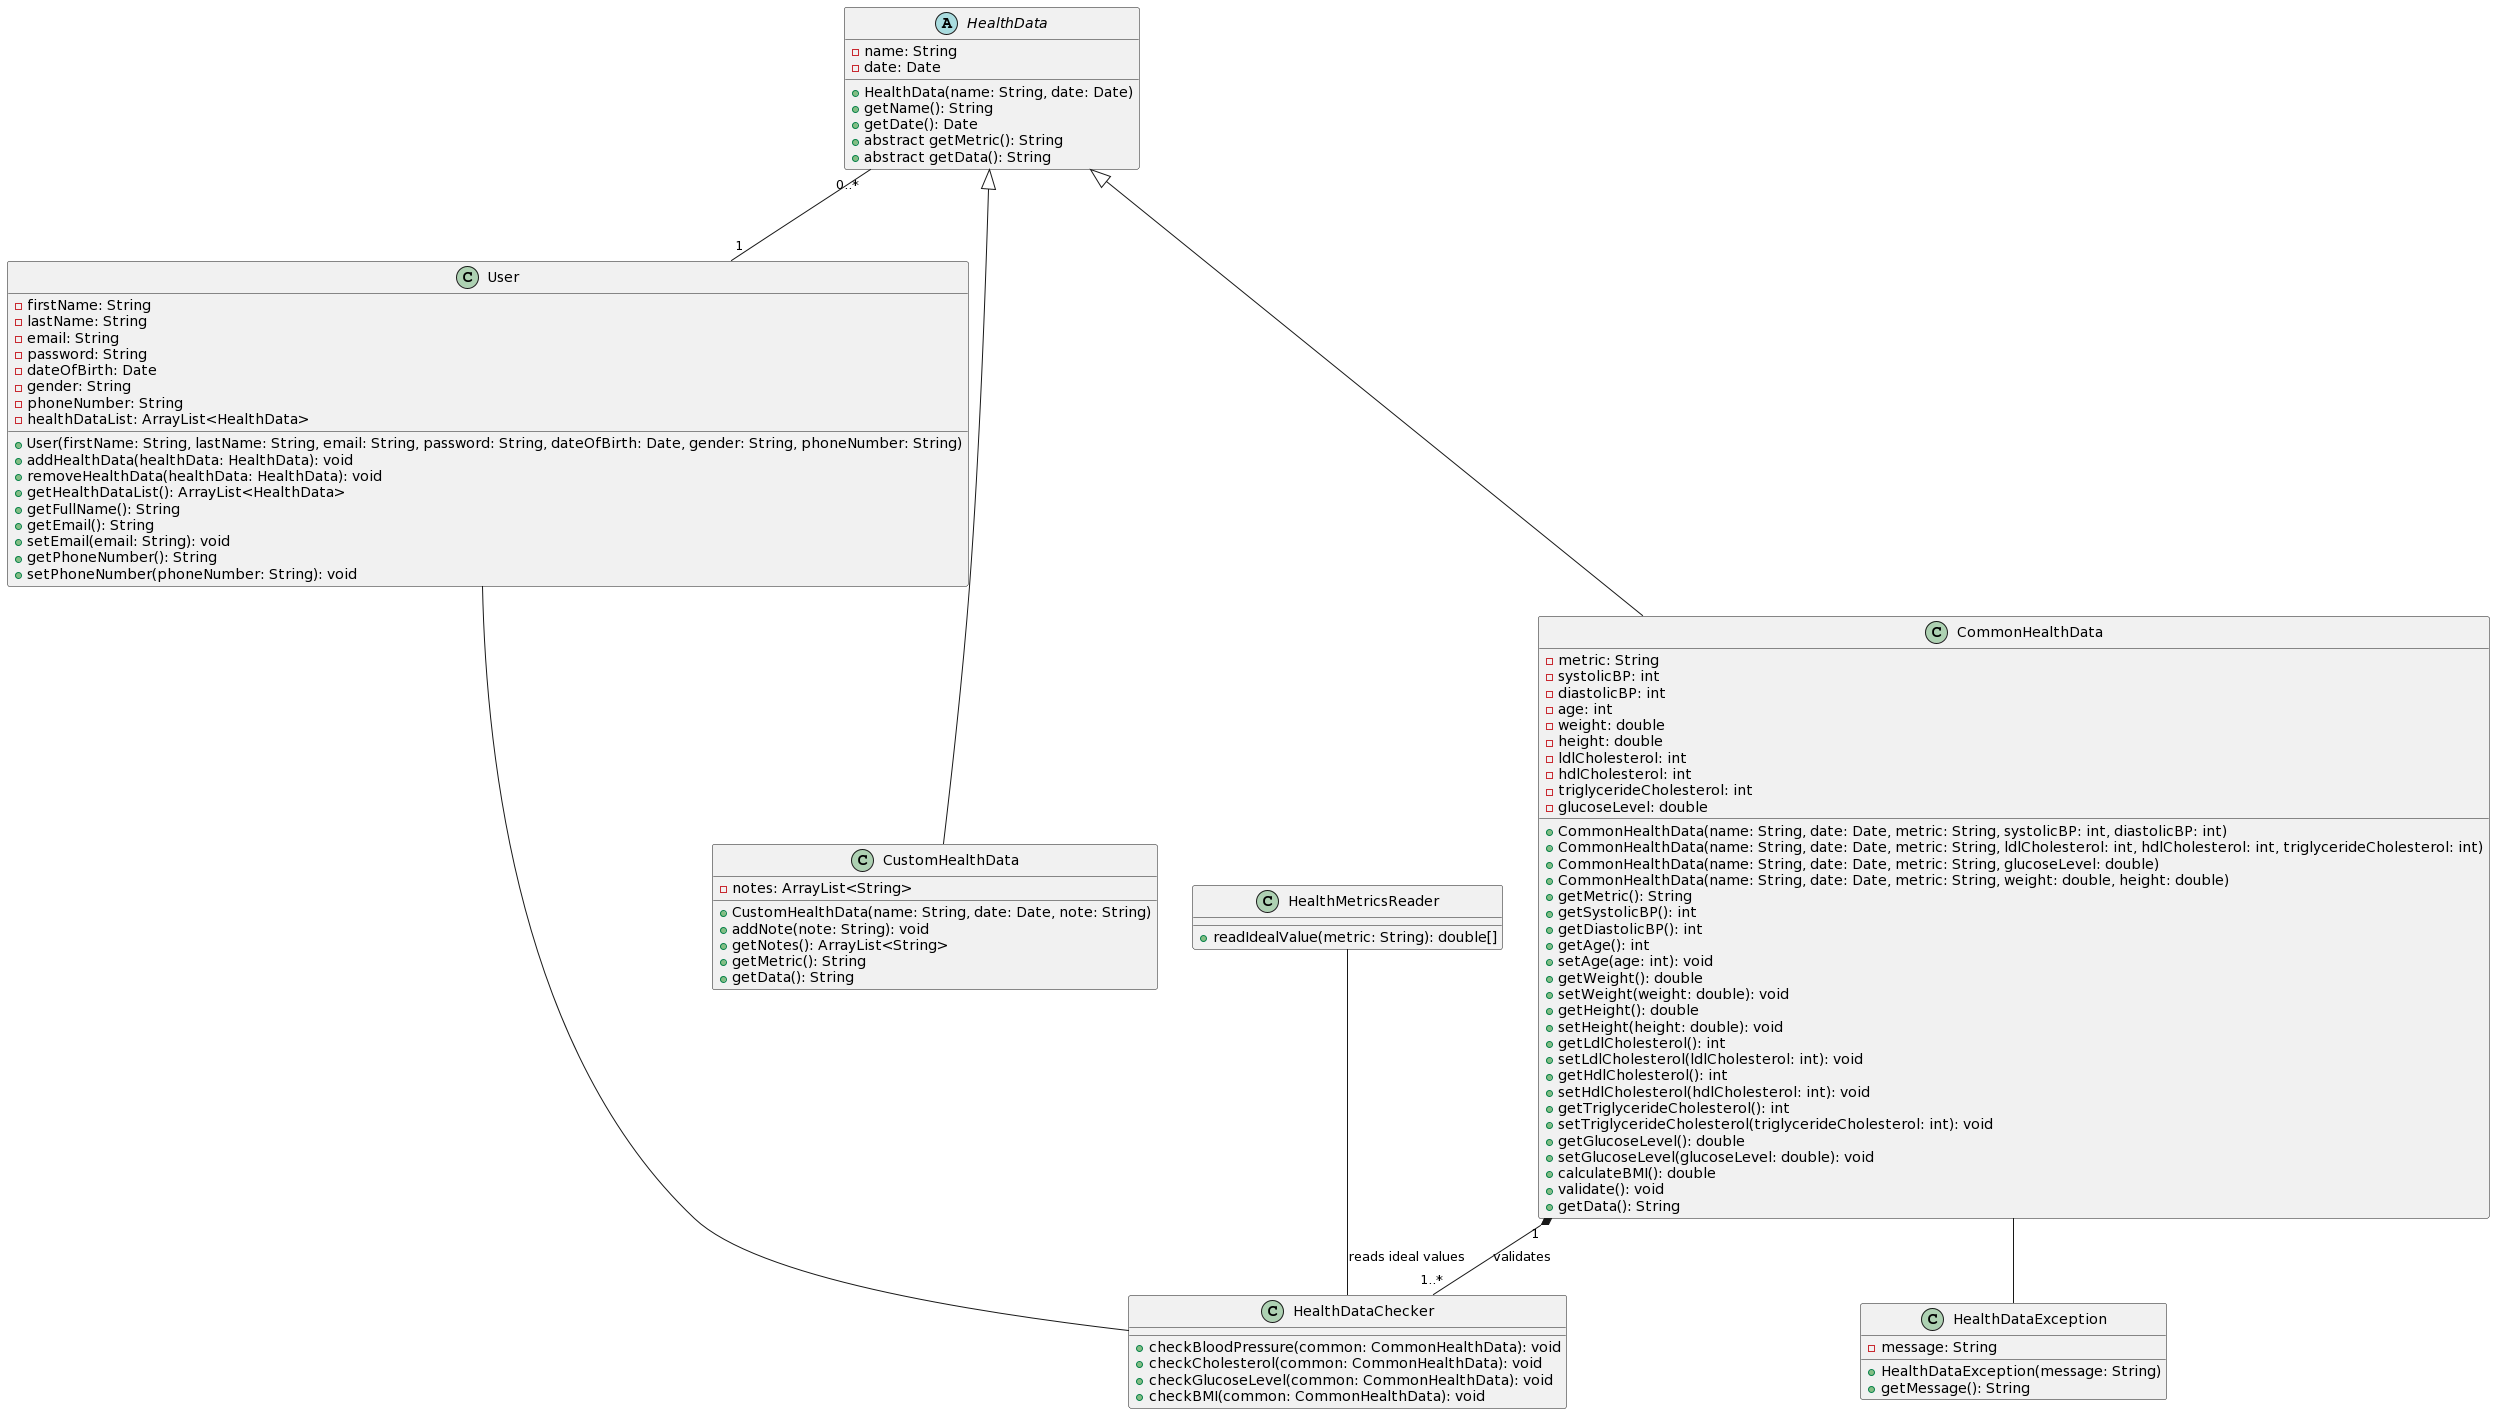 A HealthData
name: String
date: Date
HealthData(name: String, date: Date)
getName(): String
getDate(): Date
abstract getMetric(): String
abstract getData(): String
0..*
1
C User
firstName: String
lastName: String
email: String
password: String
dateOfBirth: Date
gender: String
phoneNumber: String
healthDataList: ArrayList<HealthData>
User(firstName: String, lastName: String, email: String, password: String, dateOfBirth: Date, gender: String, phoneNumber: String)
addHealthData(healthData: HealthData): void
removeHealthData(healthData: HealthData): void
getHealthDataList(): ArrayList<HealthData>
getFullName(): String
getEmail(): String
setEmail(email: String): void
getPhoneNumber(): String
setPhoneNumber(phoneNumber: String): void
C CommonHealthData
metric: String
systolicBP: int
diastolicBP: int
age: int
weight: double
height: double
ldlCholesterol: int
hdlCholesterol: int
triglycerideCholesterol: int
glucoseLevel: double
CommonHealthData(name: String, date: Date, metric: String, systolicBP: int, diastolicBP: int)
CommonHealthData(name: String, date: Date, metric: String, ldlCholesterol: int, hdlCholesterol: int, triglycerideCholesterol: int)
CommonHealthData(name: String, date: Date, metric: String, glucoseLevel: double)
CommonHealthData(name: String, date: Date, metric: String, weight: double, height: double)
getMetric(): String
getSystolicBP(): int
getDiastolicBP(): int
getAge(): int
setAge(age: int): void
getWeight(): double
setWeight(weight: double): void
getHeight(): double
setHeight(height: double): void
getLdlCholesterol(): int
setLdlCholesterol(ldlCholesterol: int): void
getHdlCholesterol(): int
setHdlCholesterol(hdlCholesterol: int): void
getTriglycerideCholesterol(): int
setTriglycerideCholesterol(triglycerideCholesterol: int): void
getGlucoseLevel(): double
setGlucoseLevel(glucoseLevel: double): void
calculateBMI(): double
validate(): void
getData(): String
C CustomHealthData
notes: ArrayList<String>
CustomHealthData(name: String, date: Date, note: String)
addNote(note: String): void
getNotes(): ArrayList<String>
getMetric(): String
getData(): String
C HealthMetricsReader
readIdealValue(metric: String): double[]
1
reads ideal values
validates
1..*
C HealthDataChecker
checkBloodPressure(common: CommonHealthData): void
checkCholesterol(common: CommonHealthData): void
checkGlucoseLevel(common: CommonHealthData): void
checkBMI(common: CommonHealthData): void
C HealthDataException
message: String
HealthDataException(message: String)
getMessage(): String